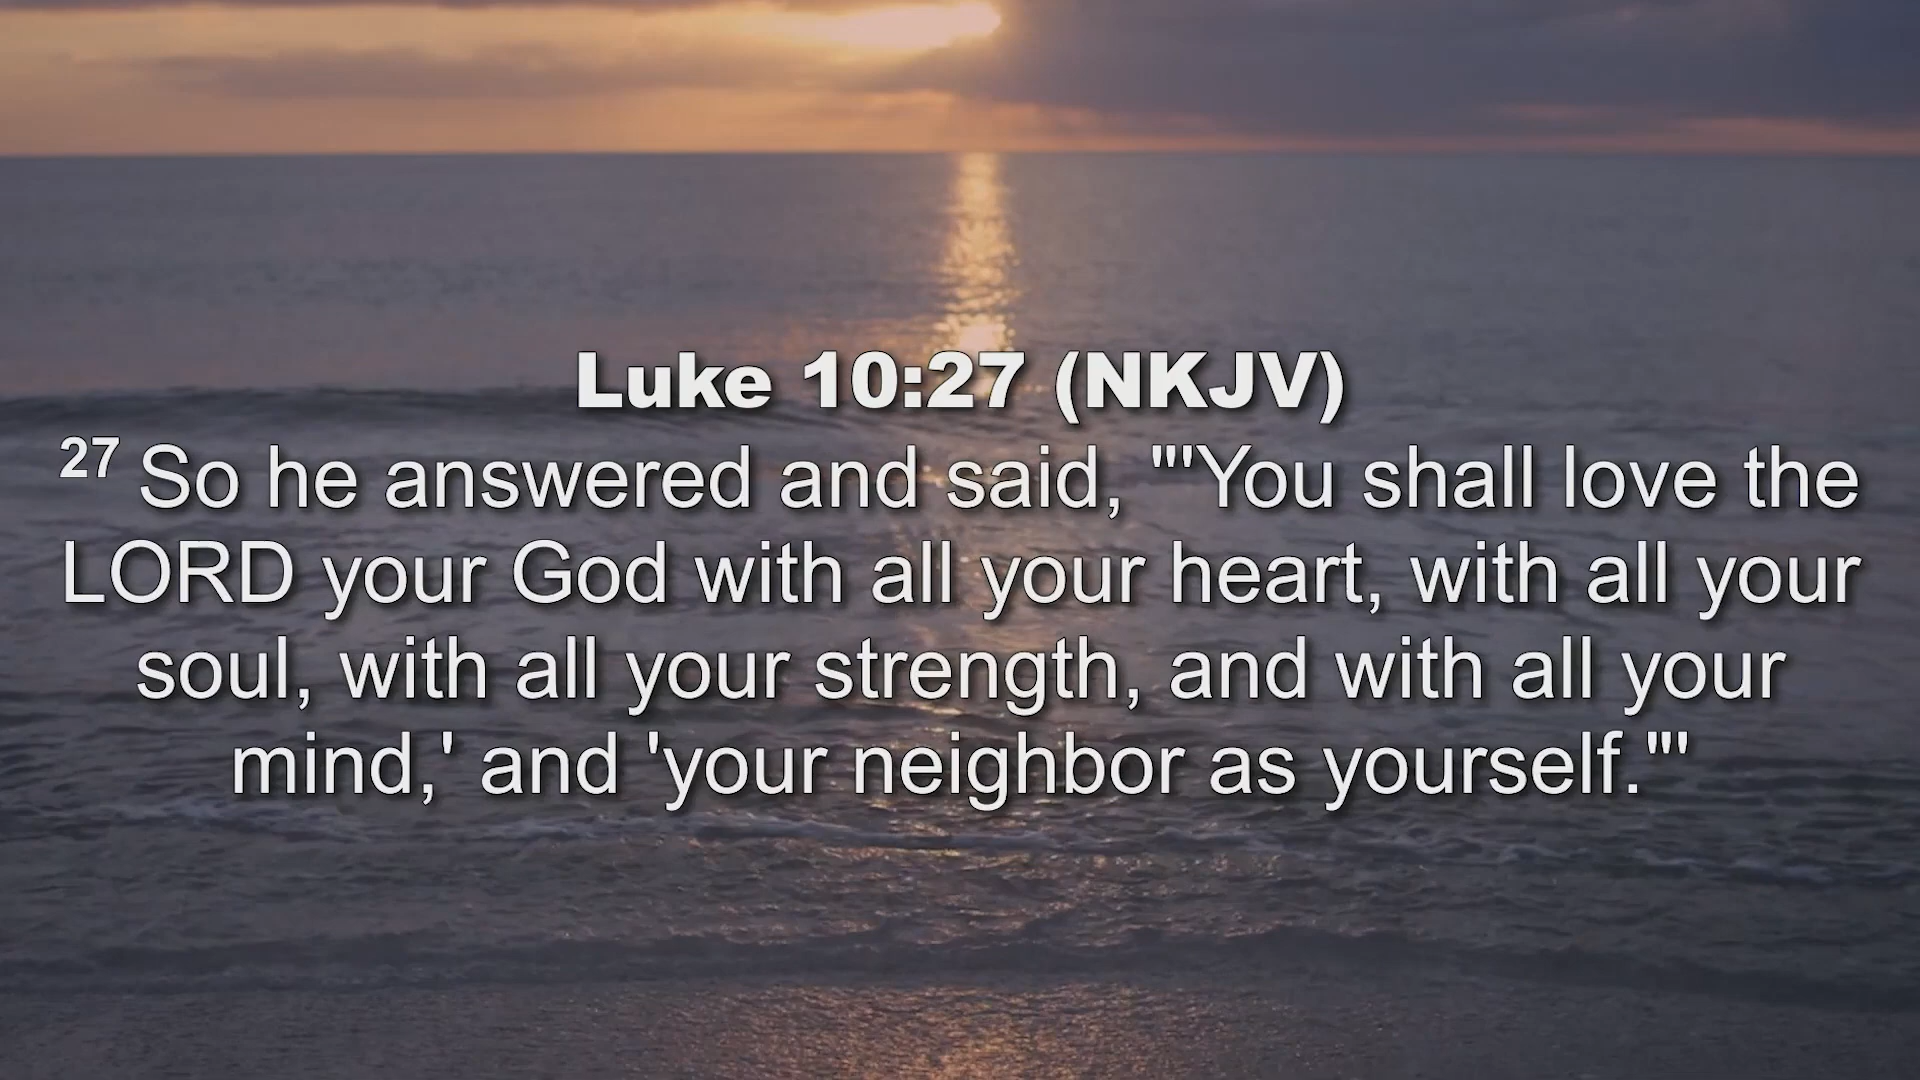 Luke 10:27 (NKJV)
27 So he answered and said, "'"You shall love the
LORD your God with all your heart, with all your
soul, with all your strength, and with all your
mind,' and 'your neighbor as yourself."'